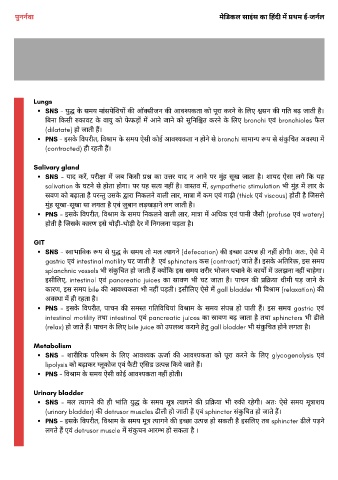 पुनर्नवा
मेडिकल साइंस का हिंदी में प्रथम ई-जर्नल
Lungs
SNS - युद्ध के समय मांसपेशियों की ऑक्सीजन की आवश्यकता को पूरा करने के लिए श्वसन की गति बढ़ जाती है।
बिना किसी रुकावट के वायु को फेफड़ों में आने जाने को सुनिश्चित करने के लिए bronchi एवं bronchioles फैल
(dilatate) हो जाती हैं।
PNS - इसके विपरीत, विश्राम के समय ऐसी कोई आवश्यकता न होने से bronchi सामान्य रूप से संकुचित अवस्था में
(contracted) ही रहती हैं।
Salivary gland
SNS - याद करें, परीक्षा में जब किसी प्रश्न का उत्तर याद न आने पर मुंह सूख जाता है। शायद ऐसा लगे कि यह
salivation के घटने से होता होगा। पर यह सत्य नहीं है। वास्तव में, sympathetic stimulation भी मुंह में लार के
स्रवण को बढ़ाता है परन्तु उसके द्वारा निकलने वाली लार, मात्रा में कम एवं गाढ़ी (thick एवं viscous) होती है जिससे
मुंह सूखा-सूखा सा लगता है एवं जुबान लड़खड़ाने लग जाती है।
PNS - इसके विपरीत, विश्राम के समय निकलने वाली लार, मात्रा में अधिक एवं पानी जैसी (profuse एवं watery)
होती है जिसके कारण इसे थोड़ी-थोड़ी देर में निगलना पड़ता है।
GIT
SNS - स्वाभाविक रूप से युद्ध के समय तो मल त्यागने (defecation) की इच्छा उत्पन्न ही नहीं होगी। अतः, ऐसे में
gastric एवं intestinal motility घट जाती है एवं sphincters कस (contract) जाते हैं। इसके अतिरिक्त, इस समय
splanchnic vessels भी संकुचित हो जाती हैं क्योंकि इस समय शरीर भोजन पचाने के कार्यों में उलझना नहीं चाहेगा।
इसीलिए, intestinal एवं pancreatic juices का स्रावण भी घट जाता है। पाचन की प्रक्रिया धीमी पड़ जाने के
कारण, इस समय bile की आवश्यकता भी नहीं पड़ती। इसीलिए ऐसे में gall bladder भी विश्राम (relaxation) की
अवस्था में ही रहता है।
PNS - इसके विपरीत, पाचन की समस्त गतिविधियां विश्राम के समय संपन्न हो पाती हैं। इस समय gastric एवं
intestinal motility तथा intestinal एवं pancreatic juices का स्रावण बढ़ जाता है तथा sphincters भी ढीले
(relax) हो जाते हैं। पाचन के लिए bile juice को उपलब्ध कराने हेतु gall bladder भी संकुचित होने लगता है।
Metabolism
SNS - शारीरिक परिश्रम के लिए आवश्यक ऊर्जा की आवश्यकता को पूरा करने के लिए glycogenolysis एवं
lipolysis को बढ़ाकर ग्लूकोज एवं फैटी एसिड उत्पन्न किये जाते हैं।
PNS - विश्राम के समय ऐसी कोई आवश्यकता नहीं होती।
Urinary bladder
SNS – मल त्यागने की ही भांति युद्ध के समय मूत्र त्यागने की प्रक्रिया भी रुकी रहेगी। अतः ऐसे समय मूत्राशय
(urinary bladder) की detrusor muscles ढीली हो जाती हैं एवं sphincter संकुचित हो जाते हैं।
PNS – इसके विपरीत, विश्राम के समय मूत्र त्यागने की इच्छा उत्पन्न हो सकती है इसलिए तब sphincter ढीले पड़ने
लगते हैं एवं detrusor muscle में संकुचन आरम्भ हो सकता है ।